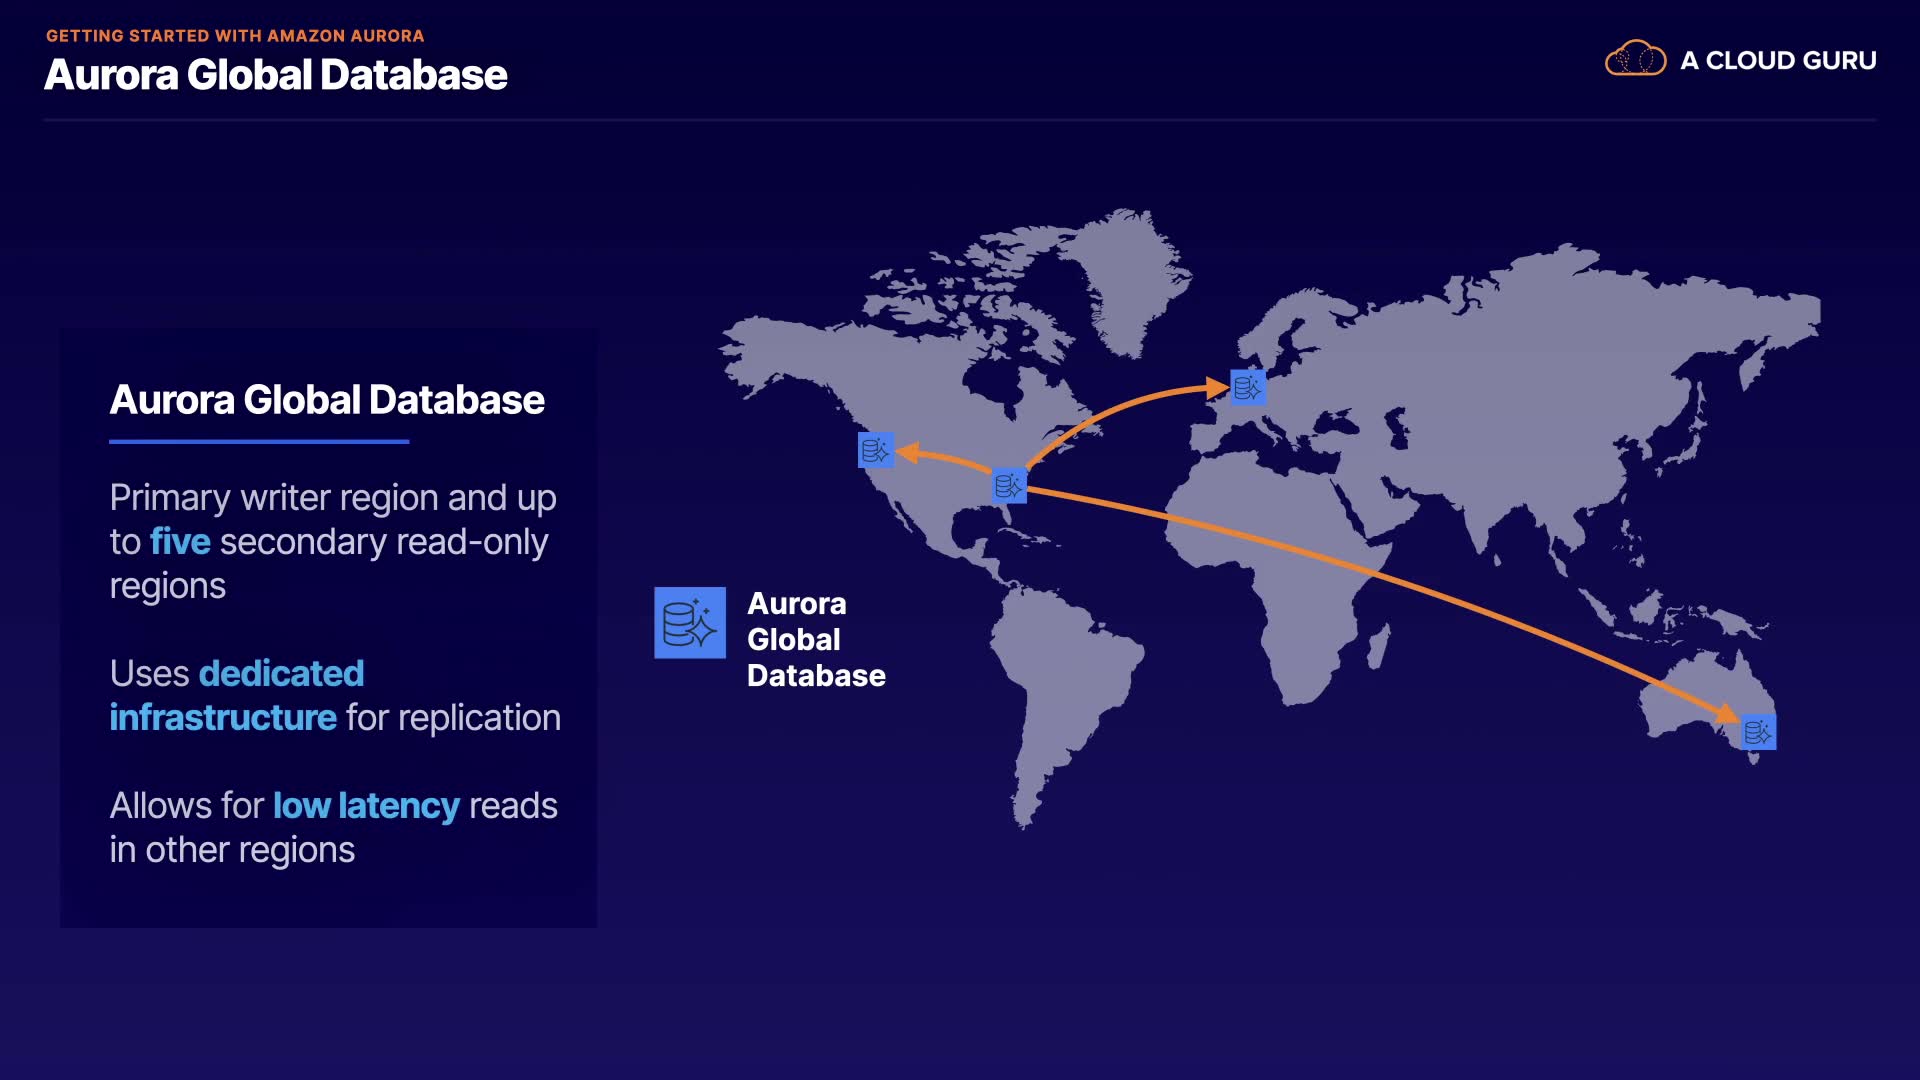 GETTING STARTED WITH AMAZON AURORA
Aurora Global Database
A CLOUD GURU
Aurora Global Database
Primary writer region and up
to five secondary read-only
regions
Uses dedicated
infrastructure for replication
Allows for low latency reads
in other regions
Aurora
Global
Database